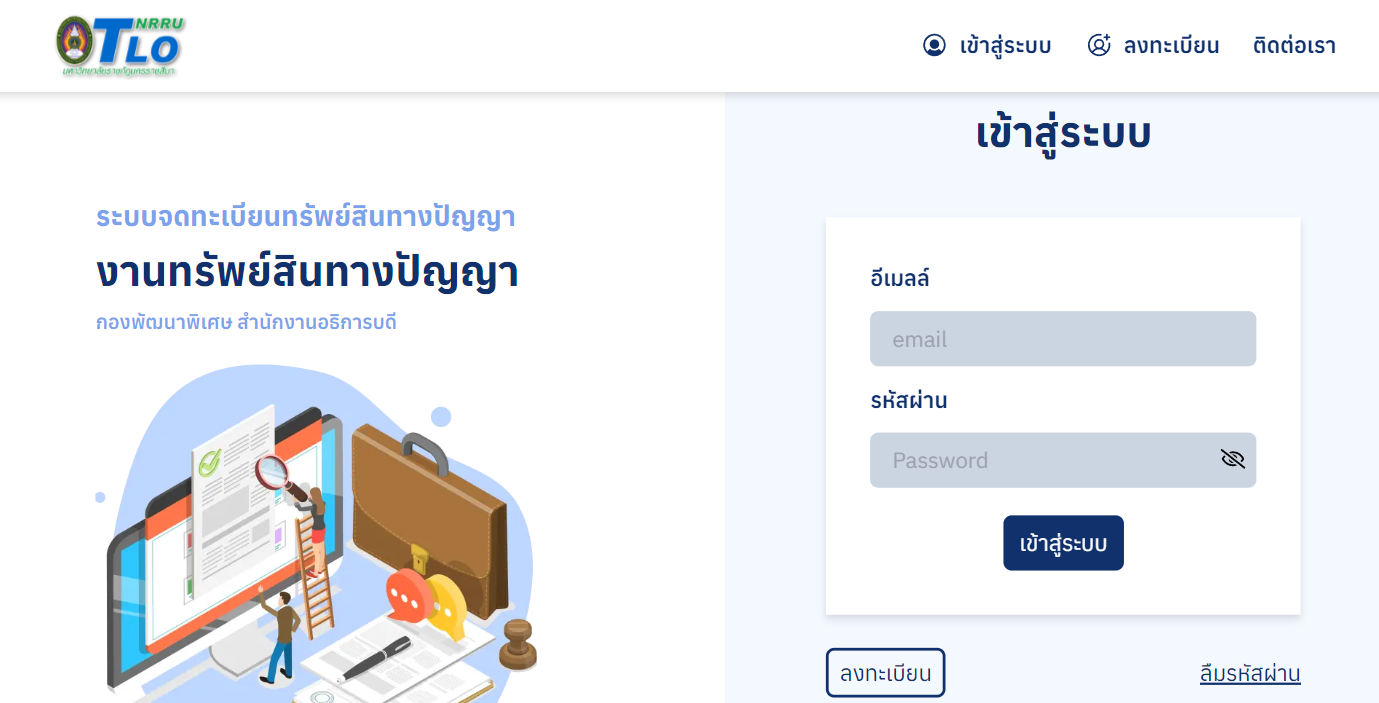 NRRU
TLO
มหาวิทยาลัยราชภัฏนครราชสีมา
เข้าสู่ระบบ
ลงทะเบียน
ติดต่อเรา
ระบบจดทะเบียนทรัพย์สินทางปัญญา
งานทรัพย์สินทางปัญญา
กองพัฒนาพิเศษ สำนักงานอธิการบดี
เข้าสู่ระบบ
อีเมลล์
email
รหัสผ่าน
Password
เข้าสู่ระบบ
ลงทะเบียน
ลืมรหัสผ่าน